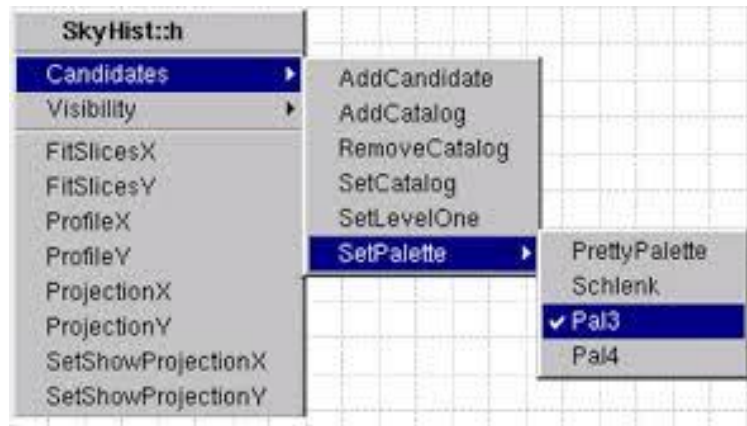 SkyHist::h
Candidates
Visibility
FitSlicesX
FitSlicesY
ProfileX
ProfileY
ProjectionX
ProjectionY
SetShowProjectionX
SetShowProjectionY
AddCandidate
AddCatalog
RemoveCatalog
SetCatalog
SetLevelOne
SetPalette
PrettyPalette
Schlenk
Pal3
Pal4